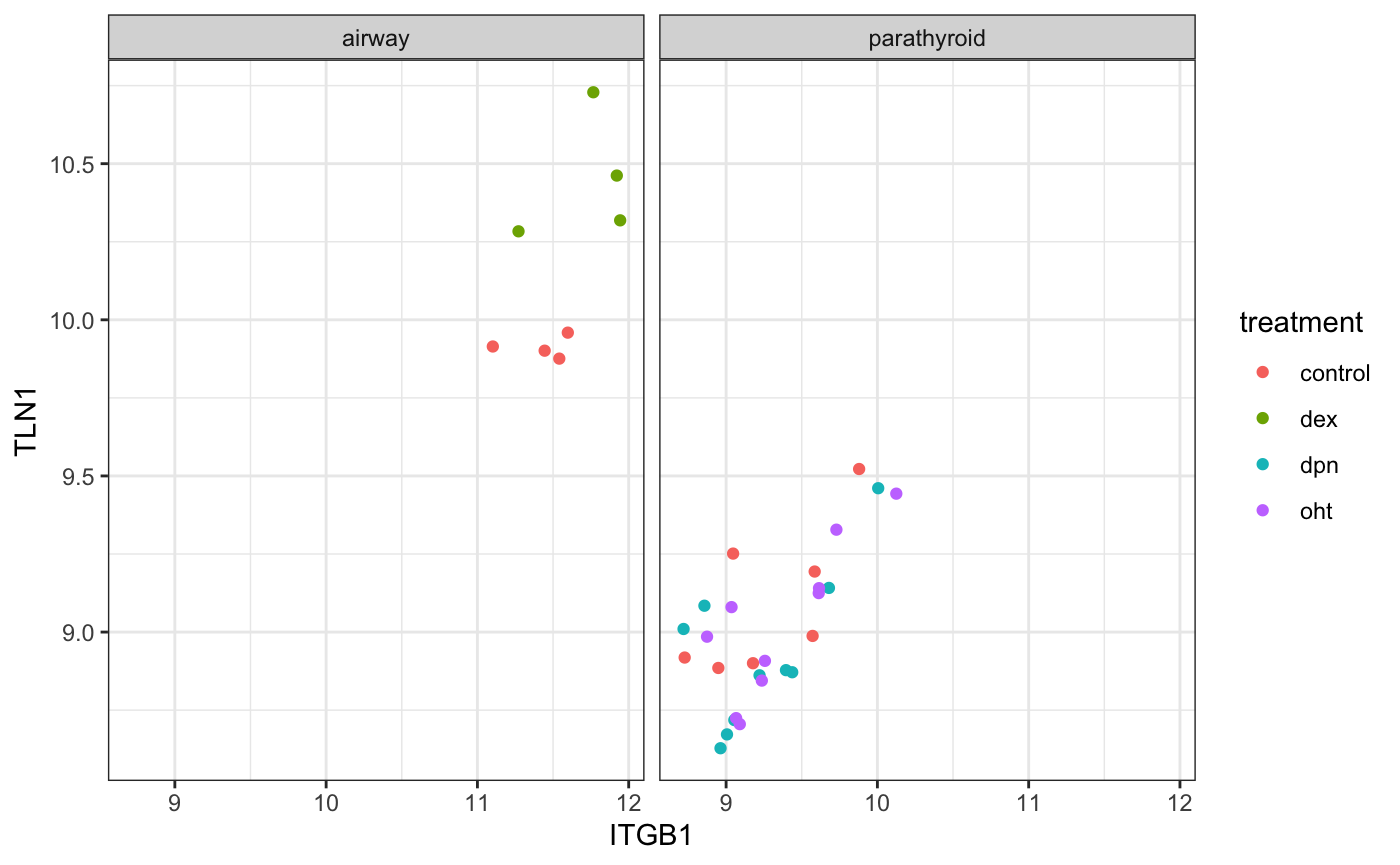 airway parathyroid
10.5
10.0
9.5
9.0
TLN1
9 10 11 12 9 10 11 12
ITGB1
treatment
control
dex
dpn
oht